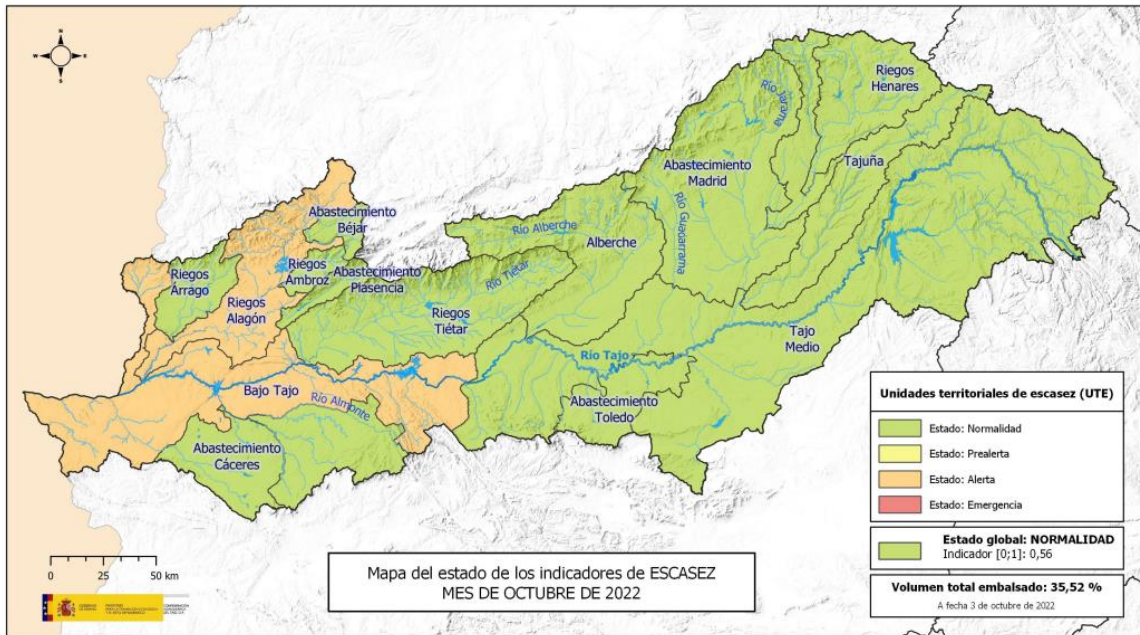 N
W
E
S
Riegos
Henares
Río Jarama
Abastecimiento
Madrid
Tajuña
Abastecimiento
Béjar
Río Alberche
Alberche
Río Guadarrama
Riegos
Árrago
Riegos
Ambroz
Abastecimiento
Plasencia
Río Tiétar
Riegos
Alagón
Riegos
Tiétar
Tajo
Medio
Río Tajo
Bajo Tajo
Río Almonte
Abastecimiento
Toledo
Abastecimiento
Cáceres
Unidades territoriales de escasez (UTE)
Estado: Normalidad
Estado: Prealerta
Estado: Alerta
Estado: Emergencia
Estado global: NORMALIDAD
Indicador [0;1]: 0,56
Volumen total embalsado: 35,52 %
A fecha 3 de octubre de 2022
0 25 50 km
Mapa del estado de los indicadores de ESCASEZ
MES DE OCTUBRE DE 2022